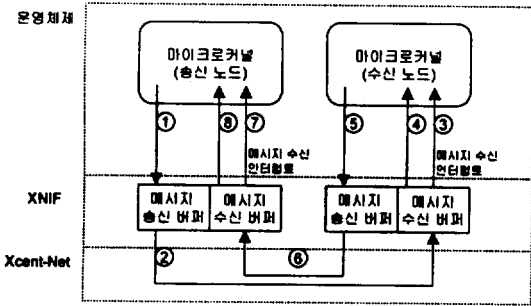 운영체제
마이크로커널
(송신 노드)
마이크로커널
(수신 노드)
① ⑧ ⑦ ⑤ ④ ③
메시지 수신
인터럽트
메시지 수신
인터럽트
XNIF
메시지
송신 버퍼
메시지
수신 버퍼
메시지
송신 버퍼
메시지
수신 버퍼
Xcent-Net
② ⑥